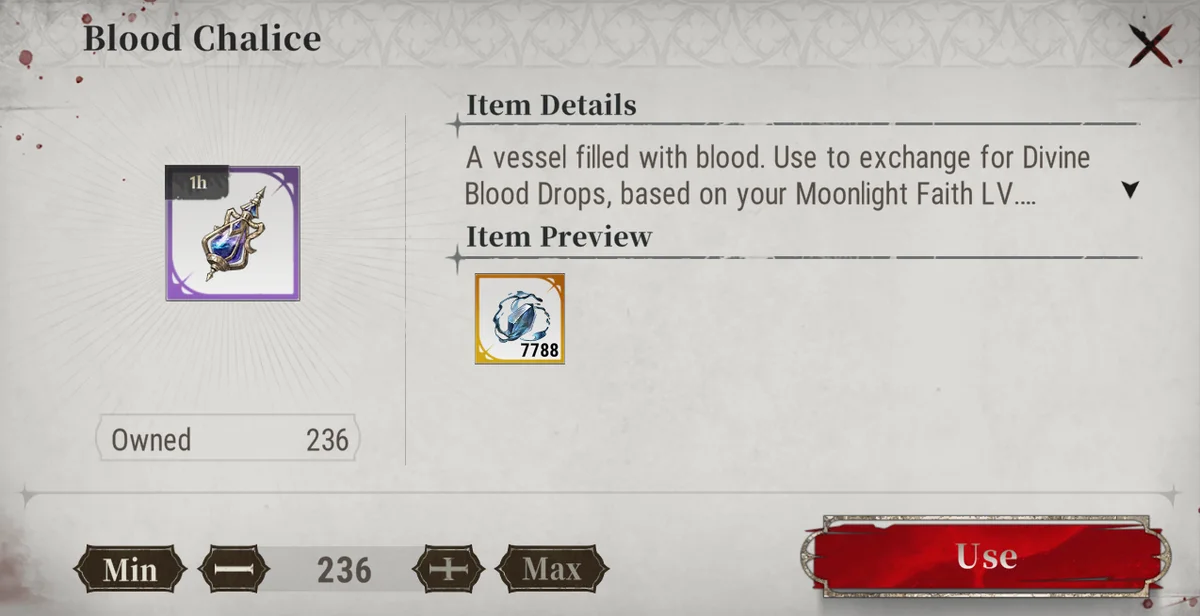 Blood Chalice
Item Details
A vessel filled with blood. Use to exchange for Divine
Blood Drops, based on your Moonlight Faith LV....
Item Preview
1h
7788
Owned 236
Min 236 Max
Use